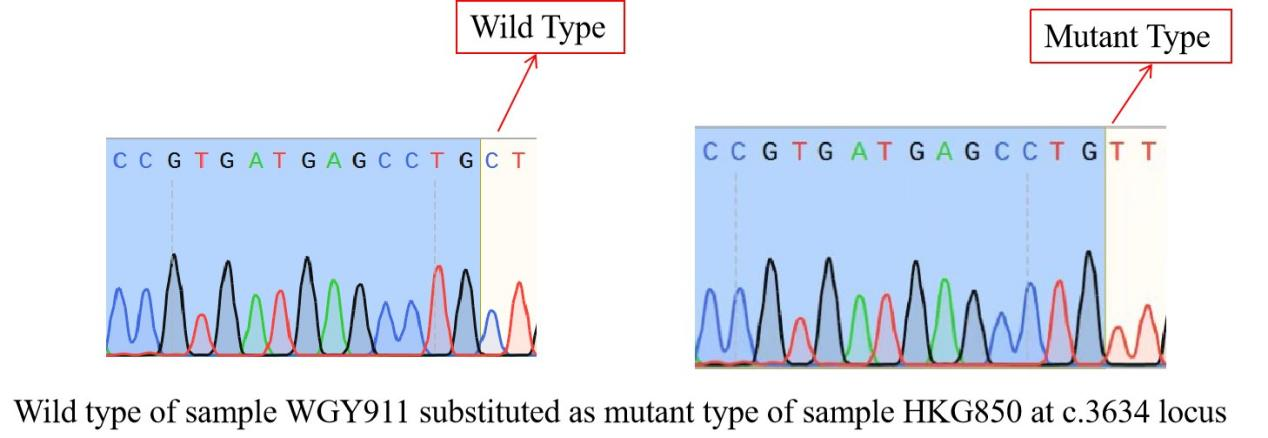 Wild Type
Mutant Type
C C G T G A T G A G C C T G C T
C C G T G A T G A G C C T G T T
Wild type of sample WGY911 substituted as mutant type of sample HKG850 at c.3634 locus